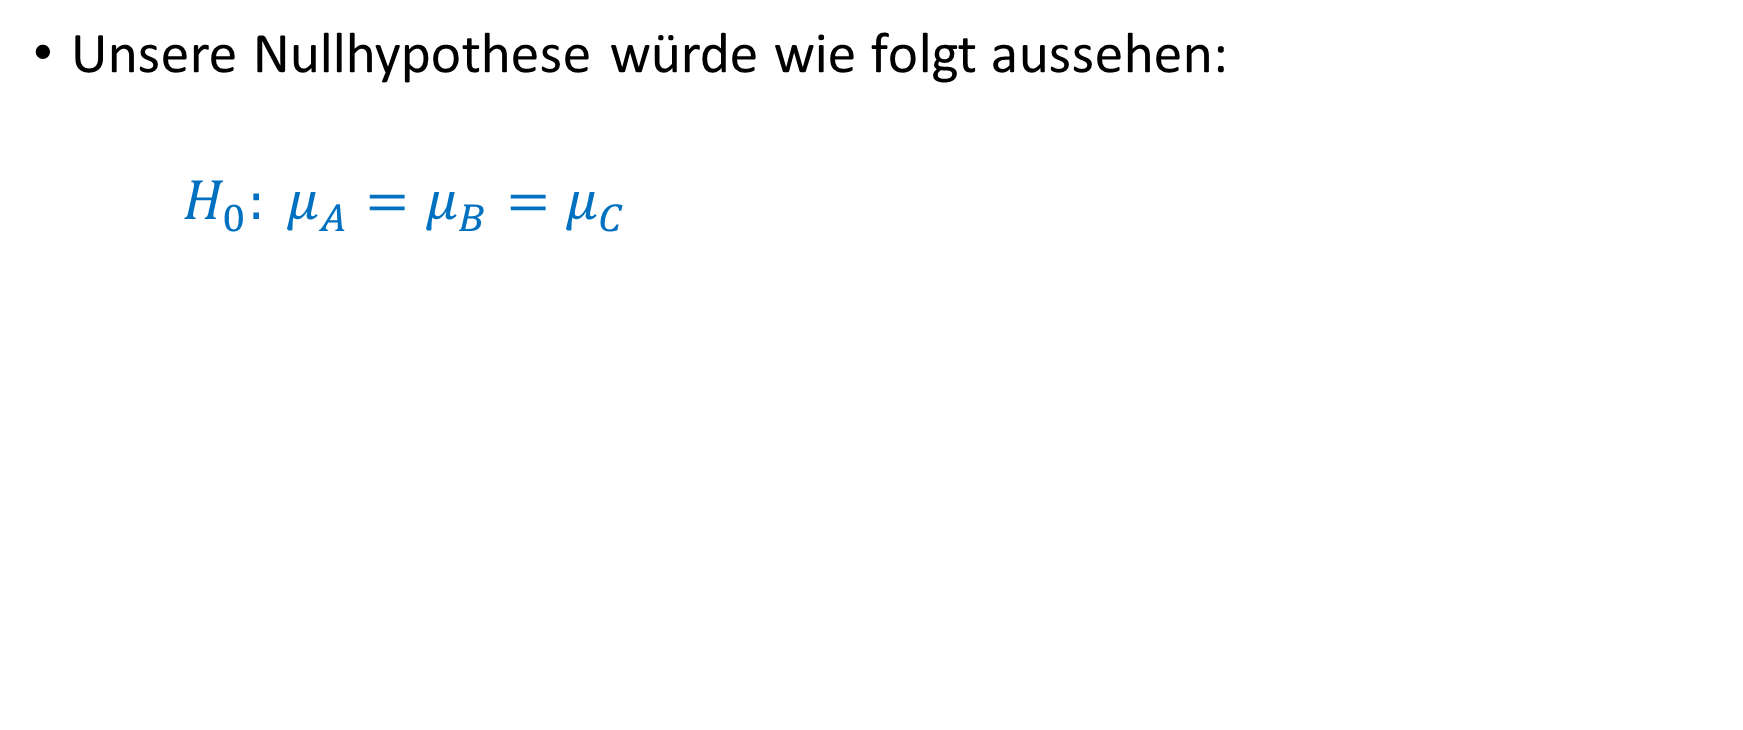 • Unsere Nullhypothese würde wie folgt aussehen:
H₀: μ_A = μ_B = μ_C